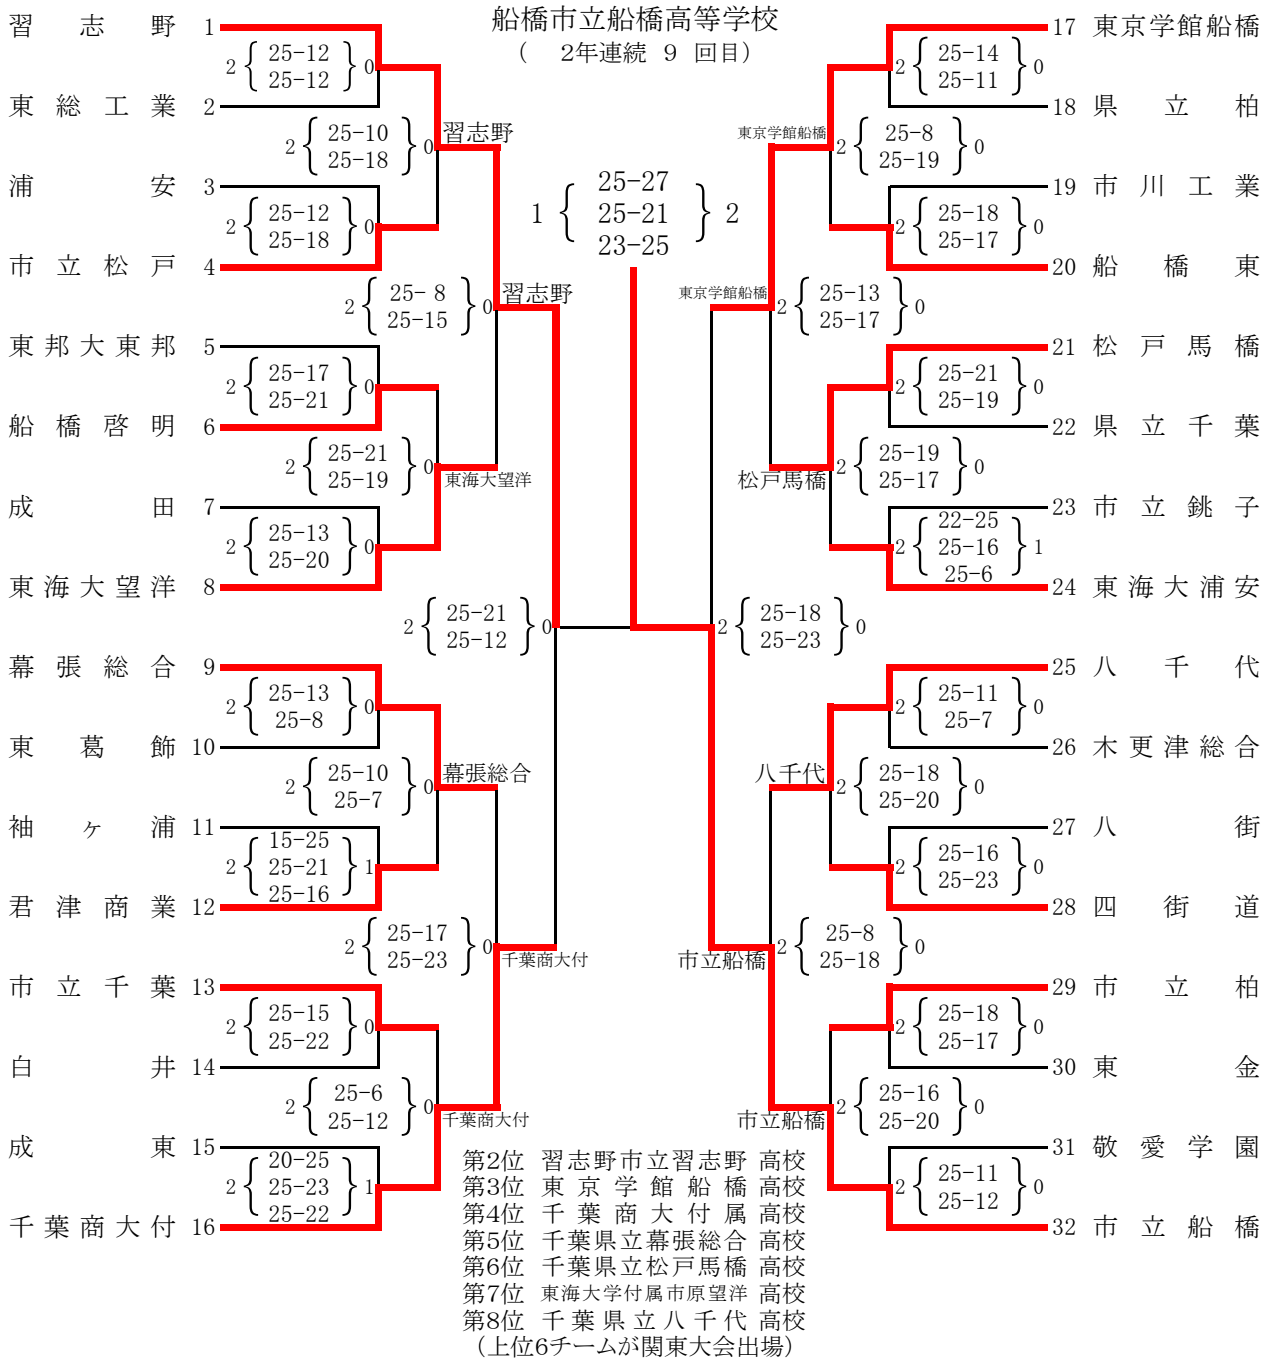 船橋市立船橋高等学校
( 2年連続 9 回目)
習志野 1
2 { 25-12 25-12 } 0
東総工業 2
2 { 25-10 25-18 } 0
習志野
浦安 3
2 { 25-12 25-18 } 0
市立松戸 4
2 { 25- 8 25-15 } 0
習志野
東邦大東邦 5
2 { 25-17 25-21 } 0
船橋啓明 6
2 { 25-21 25-19 } 0
東海大望洋
成田 7
2 { 25-13 25-20 } 0
東海大望洋 8
2 { 25-21 25-12 } 0
幕張総合 9
2 { 25-13 25-8 } 0
東葛飾 10
2 { 25-10 25-7 } 0
幕張総合
袖ヶ浦 11
2 { 15-25 25-21 25-16 } 1
君津商業 12
2 { 25-17 25-23 } 0
千葉商大付
市立千葉 13
2 { 25-15 25-22 } 0
白井 14
2 { 25-6 25-12 } 0
千葉商大付
成東 15
2 { 20-25 25-23 25-22 } 1
千葉商大付 16
1 { 25-27 25-21 23-25 } 2
17 東京学館船橋
2 { 25-14 25-11 } 0
18 県立柏
東京学館船橋
2 { 25-8 25-19 } 0
19 市川工業
2 { 25-18 25-17 } 0
20 船橋東
東京学館船橋
2 { 25-13 25-17 } 0
21 松戸馬橋
2 { 25-21 25-19 } 0
22 県立千葉
松戸馬橋
2 { 25-19 25-17 } 0
23 市立銚子
2 { 22-25 25-16 25-6 } 1
24 東海大浦安
2 { 25-18 25-23 } 0
25 八千代
2 { 25-11 25-7 } 0
26 木更津総合
八千代
2 { 25-18 25-20 } 0
27 八街
2 { 25-16 25-23 } 0
28 四街道
市立船橋
2 { 25-8 25-18 } 0
29 市立柏
2 { 25-18 25-17 } 0
30 東金
市立船橋
2 { 25-16 25-20 } 0
31 敬愛学園
2 { 25-11 25-12 } 0
32 市立船橋
第2位 習志野市立習志野 高校
第3位 東京学館船橋 高校
第4位 千葉商大付属 高校
第5位 千葉県立幕張総合 高校
第6位 千葉県立松戸馬橋 高校
第7位 東海大学付属市原望洋 高校
第8位 千葉県立八千代 高校
(上位6チームが関東大会出場)